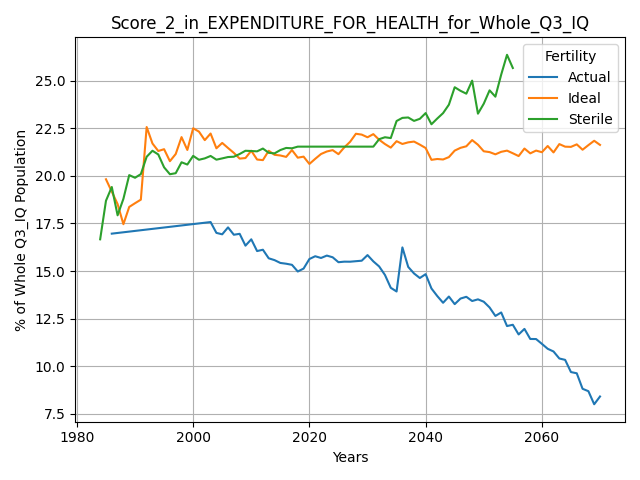 Score_2_in_EXPENDITURE_FOR_HEALTH_for_Whole_Q3_IQ
% of Whole Q3_IQ Population
25.0
22.5
20.0
17.5
15.0
12.5
10.0
7.5
Fertility
Actual
Ideal
Sterile
1980 2000 2020 2040 2060
Years